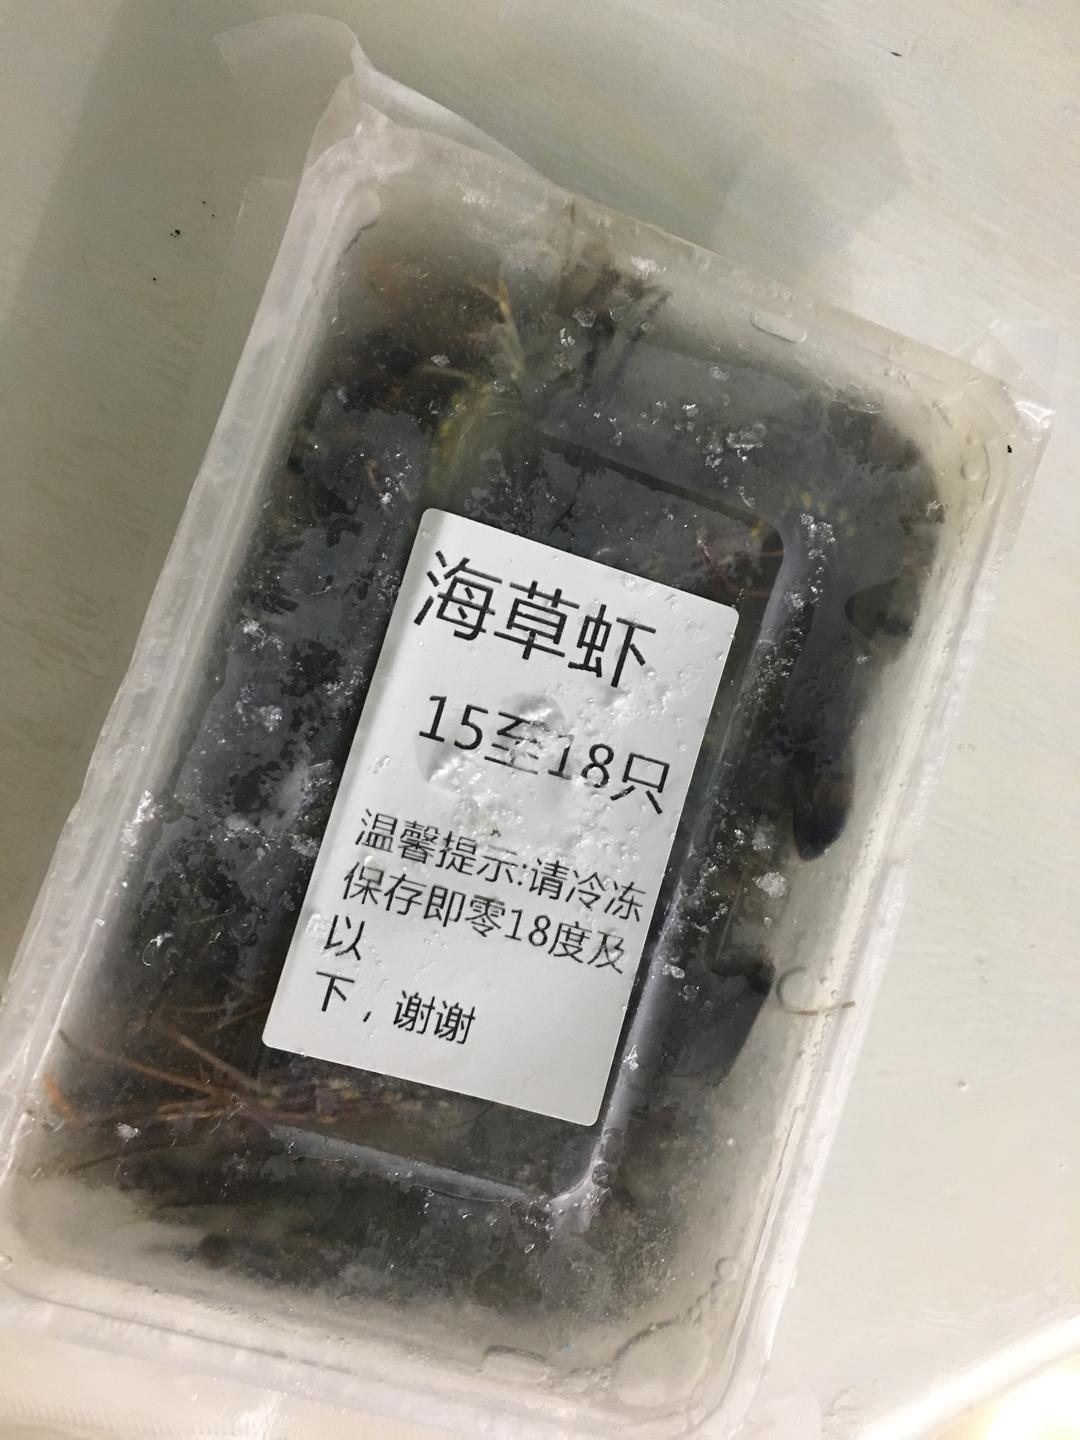 海草虾
15至18只
温馨提示:请冷冻
保存即零18度及
以
下，谢谢